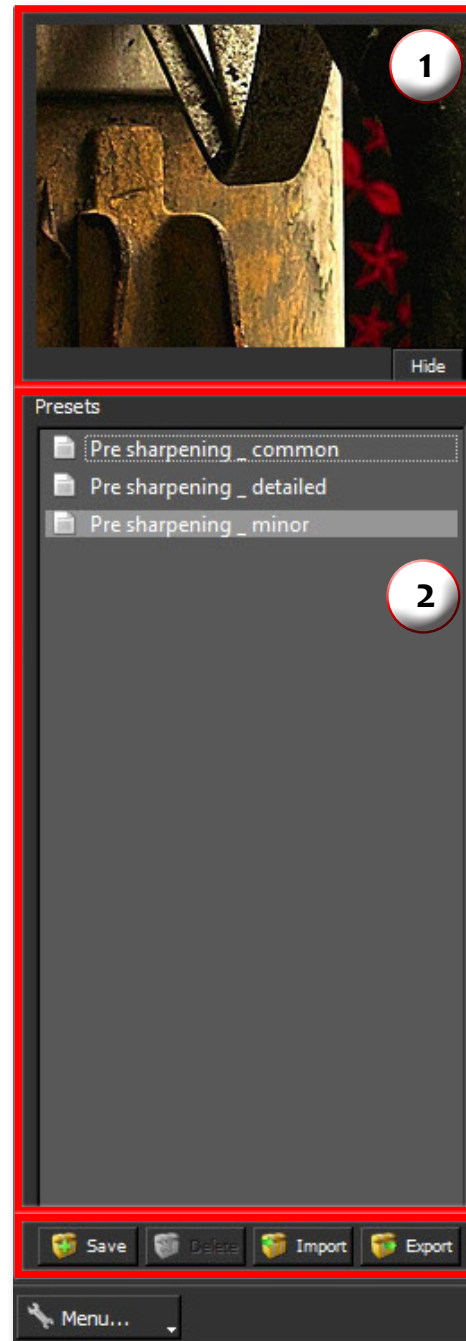 1
Hide
Presets
Pre sharpening _ common
Pre sharpening _ detailed
Pre sharpening _ minor
2
Save Delete Import Export
Menu...